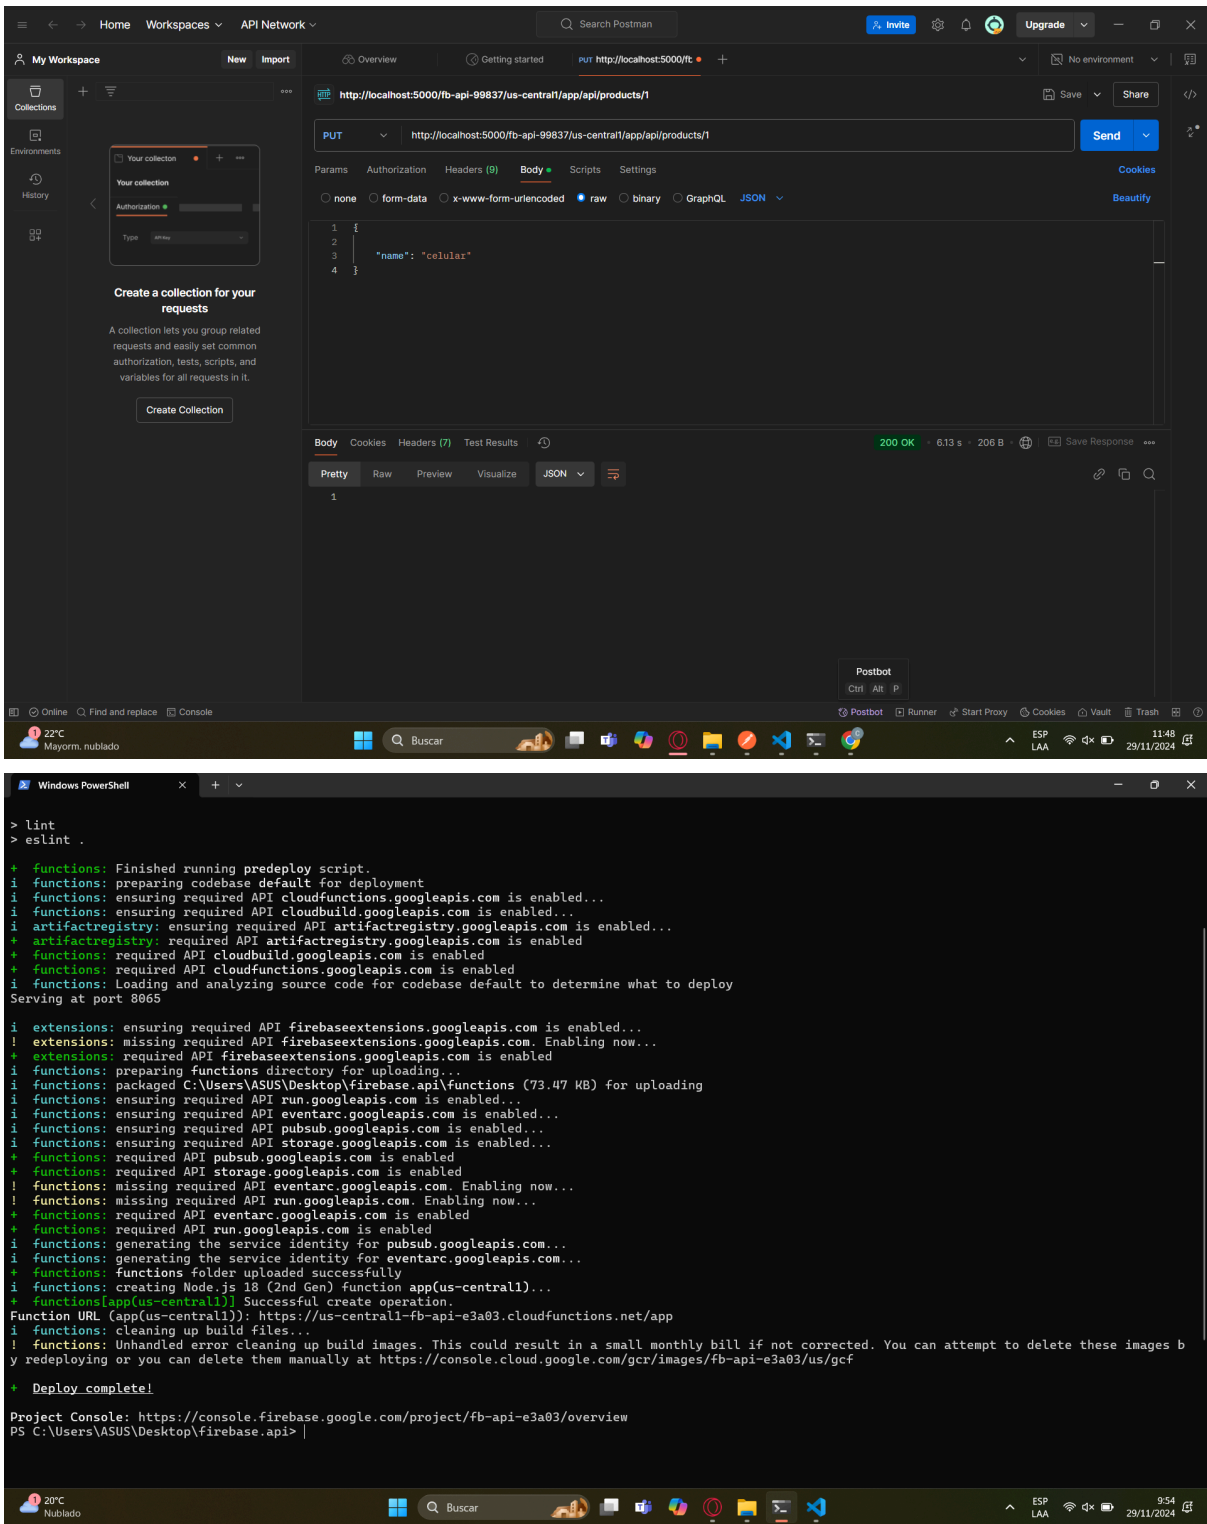 Home Workspaces API Network Search Postman Invite Upgrade
My Workspace New Import Overview Getting started PUT http://localhost:5000/ft No environment
Collections
Environments
History
http://localhost:5000/fb-api-99837/us-central1/app/api/products/1 Save Share
PUT http://localhost:5000/fb-api-99837/us-central1/app/api/products/1 Send
Params Authorization Headers (9) Body Scripts Settings Cookies
none form-data x-www-form-urlencoded raw binary GraphQL JSON Beautify
1 {
2
3 "name": "celular"
4 }
Your collecton
Your collection
Authorization
Type API Key
Create a collection for your
requests
A collection lets you group related
requests and easily set common
authorization, tests, scripts, and
variables for all requests in it.
Create Collection
Body Cookies Headers (7) Test Results 200 OK 6.13 s 206 B Save Response
Pretty Raw Preview Visualize JSON
1
Postbot
Ctrl Alt P
Online Find and replace Console Postbot Runner Start Proxy Cookies Vault Trash
1 22°C
Mayorm. nublado
Buscar
ESP
LAA
11:48
29/11/2024
Windows PowerShell
> lint
> eslint .
+ functions: Finished running predeploy script.
i functions: preparing codebase default for deployment
i functions: ensuring required API cloudfunctions.googleapis.com is enabled...
i functions: ensuring required API cloudbuild.googleapis.com is enabled...
i artifactregistry: ensuring required API artifactregistry.googleapis.com is enabled...
+ artifactregistry: required API artifactregistry.googleapis.com is enabled
+ functions: required API cloudbuild.googleapis.com is enabled
+ functions: required API cloudfunctions.googleapis.com is enabled
i functions: Loading and analyzing source code for codebase default to determine what to deploy
Serving at port 8065
i extensions: ensuring required API firebaseextensions.googleapis.com is enabled...
! extensions: missing required API firebaseextensions.googleapis.com. Enabling now...
+ extensions: required API firebaseextensions.googleapis.com is enabled
i functions: preparing functions directory for uploading...
i functions: packaged C:\Users\ASUS\Desktop\firebase.api\functions (73.47 KB) for uploading
i functions: ensuring required API run.googleapis.com is enabled...
i functions: ensuring required API eventarc.googleapis.com is enabled...
i functions: ensuring required API pubsub.googleapis.com is enabled...
i functions: ensuring required API storage.googleapis.com is enabled...
+ functions: required API pubsub.googleapis.com is enabled
+ functions: required API storage.googleapis.com is enabled
! functions: missing required API eventarc.googleapis.com. Enabling now...
! functions: missing required API run.googleapis.com. Enabling now...
+ functions: required API eventarc.googleapis.com is enabled
+ functions: required API run.googleapis.com is enabled
i functions: generating the service identity for pubsub.googleapis.com...
i functions: generating the service identity for eventarc.googleapis.com...
+ functions: functions folder uploaded successfully
i functions: creating Node.js 18 (2nd Gen) function app(us-central1)...
+ functions[app(us-central1)] Successful create operation.
Function URL (app(us-central1)): https://us-central1-fb-api-e3a03.cloudfunctions.net/app
i functions: cleaning up build files...
! functions: Unhandled error cleaning up build images. This could result in a small monthly bill if not corrected. You can attempt to delete these images b
y redeploying or you can delete them manually at https://console.cloud.google.com/gcr/images/fb-api-e3a03/us/gcf
+ Deploy complete!
Project Console: https://console.firebase.google.com/project/fb-api-e3a03/overview
PS C:\Users\ASUS\Desktop\firebase.api>
1 20°C
Nublado
Buscar
ESP
LAA
9:54
29/11/2024